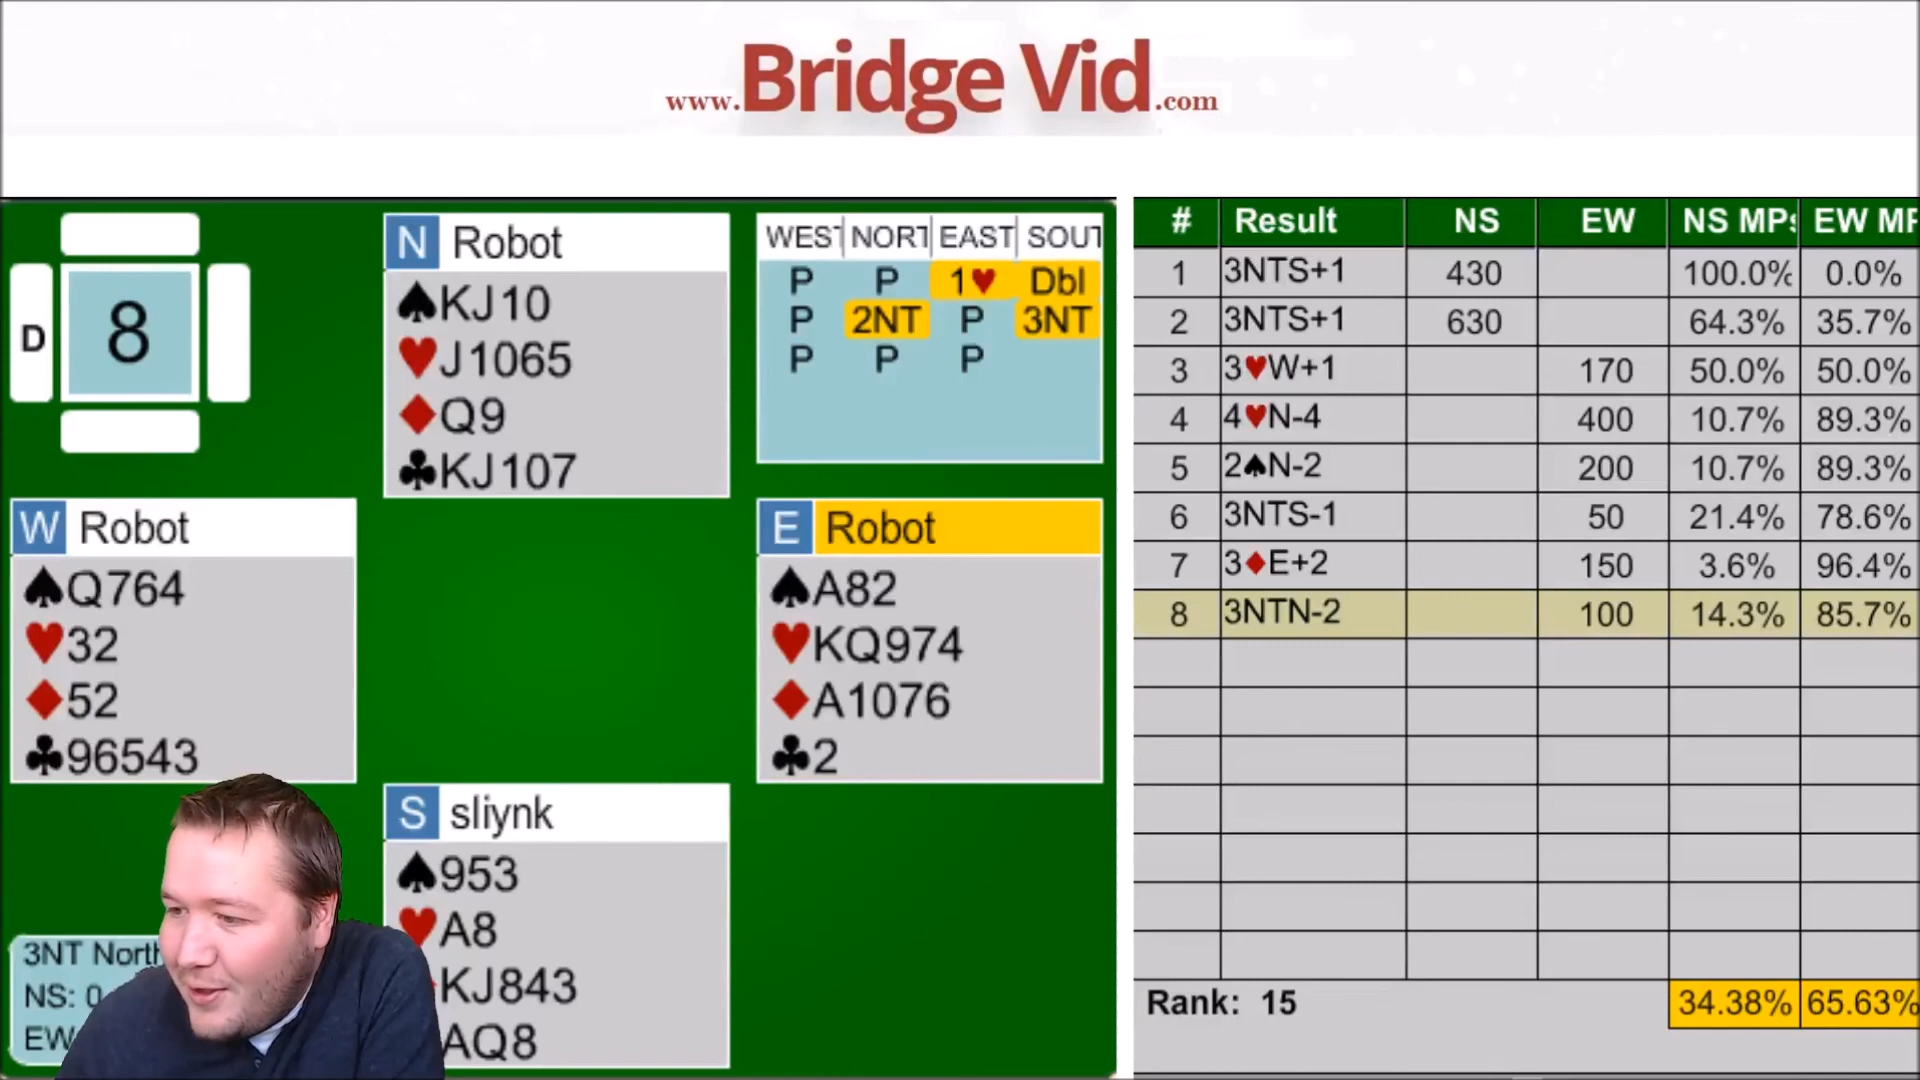 www.Bridge Vid.com
D
8
N Robot
♠KJ10
♥J1065
♦Q9
♣KJ107
WEST NORT EAST SOUT
P P 1♥ Dbl
P 2NT P 3NT
P P P
W Robot
♠Q764
♥32
♦52
♣96543
E Robot
♠A82
♥KQ974
♦A1076
♣2
S sliynk
♠953
♥A8
KJ843
AQ8
3NT North
NS: 0
EW
# Result NS EW NS MPs EW MP
1 3NTS+1 430 100.0% 0.0%
2 3NTS+1 630 64.3% 35.7%
3 3♥W+1 170 50.0% 50.0%
4 4♥N-4 400 10.7% 89.3%
5 2♠N-2 200 10.7% 89.3%
6 3NTS-1 50 21.4% 78.6%
7 3♦E+2 150 3.6% 96.4%
8 3NTN-2 100 14.3% 85.7%
Rank: 15 34.38% 65.63%